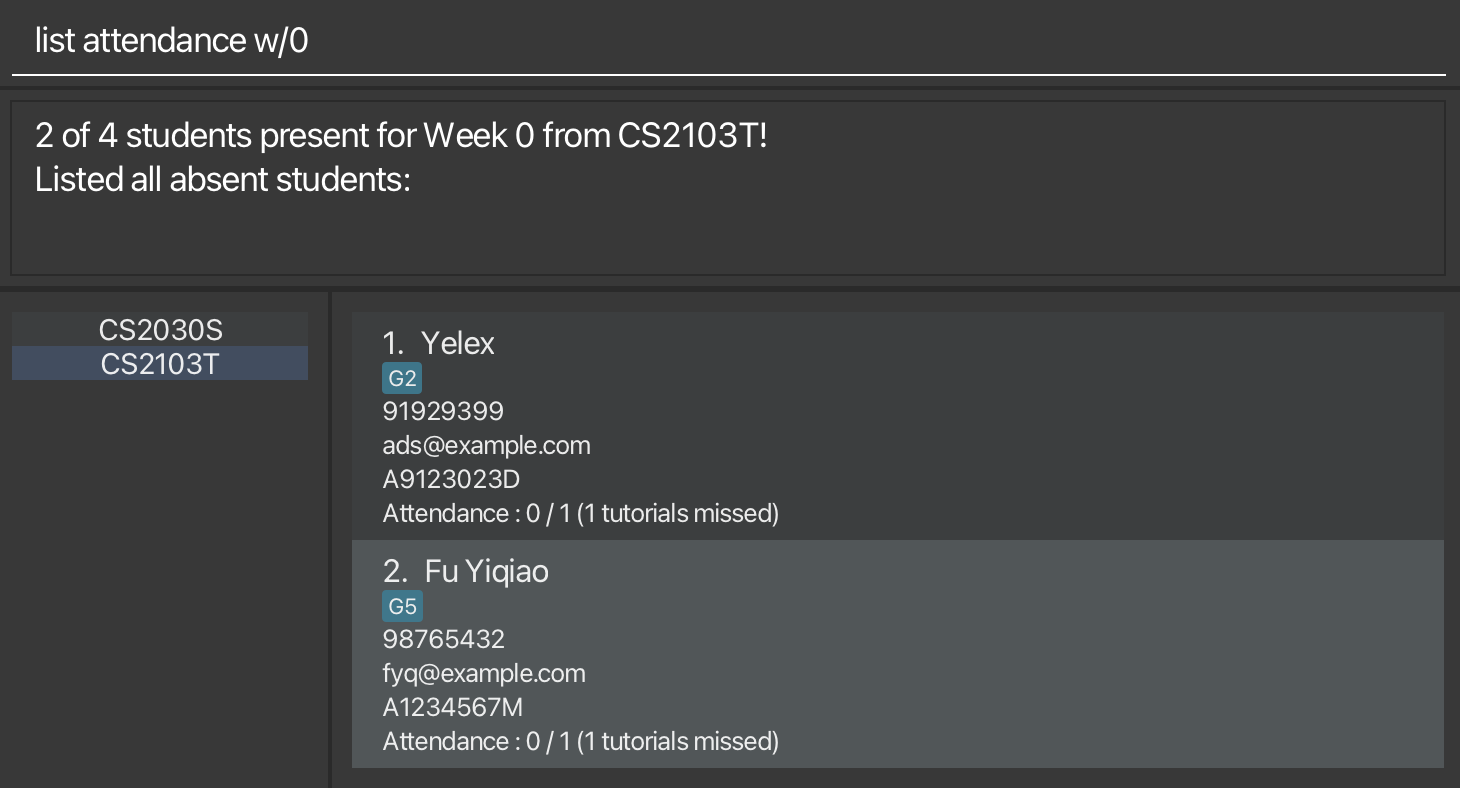 list attendance w/0
2 of 4 students present for Week 0 from CS2103T!
Listed all absent students:
CS2030S
CS2103T
1. Yelex
G2
91929399
ads@example.com
A9123023D
Attendance : 0 / 1 (1 tutorials missed)
2. Fu Yiqiao
G5
98765432
fyq@example.com
A1234567M
Attendance : 0 / 1 (1 tutorials missed)